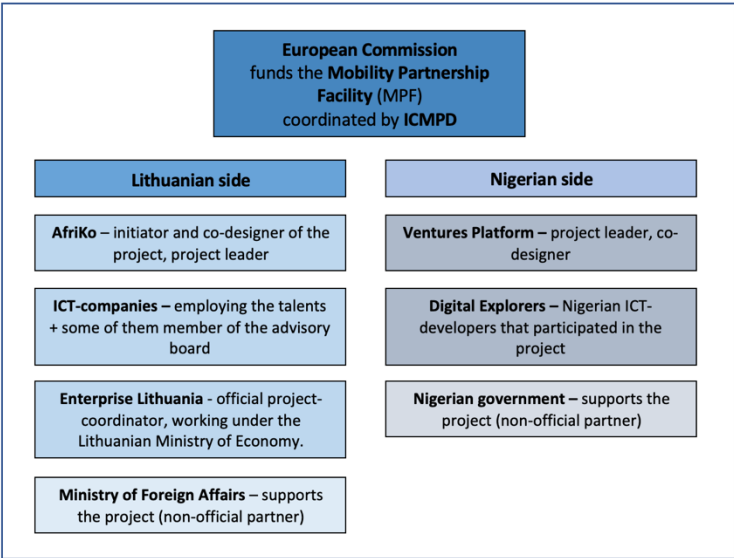 European Commission
funds the Mobility Partnership
Facility (MPF)
coordinated by ICMPD
Lithuanian side
AfriKo – initiator and co-designer of the
project, project leader
ICT-companies – employing the talents
+ some of them member of the advisory
board
Enterprise Lithuania - official project-
coordinator, working under the
Lithuanian Ministry of Economy.
Ministry of Foreign Affairs – supports
the project (non-official partner)
Nigerian side
Ventures Platform – project leader, co-
designer
Digital Explorers – Nigerian ICT-
developers that participated in the
project
Nigerian government – supports the
project (non-official partner)